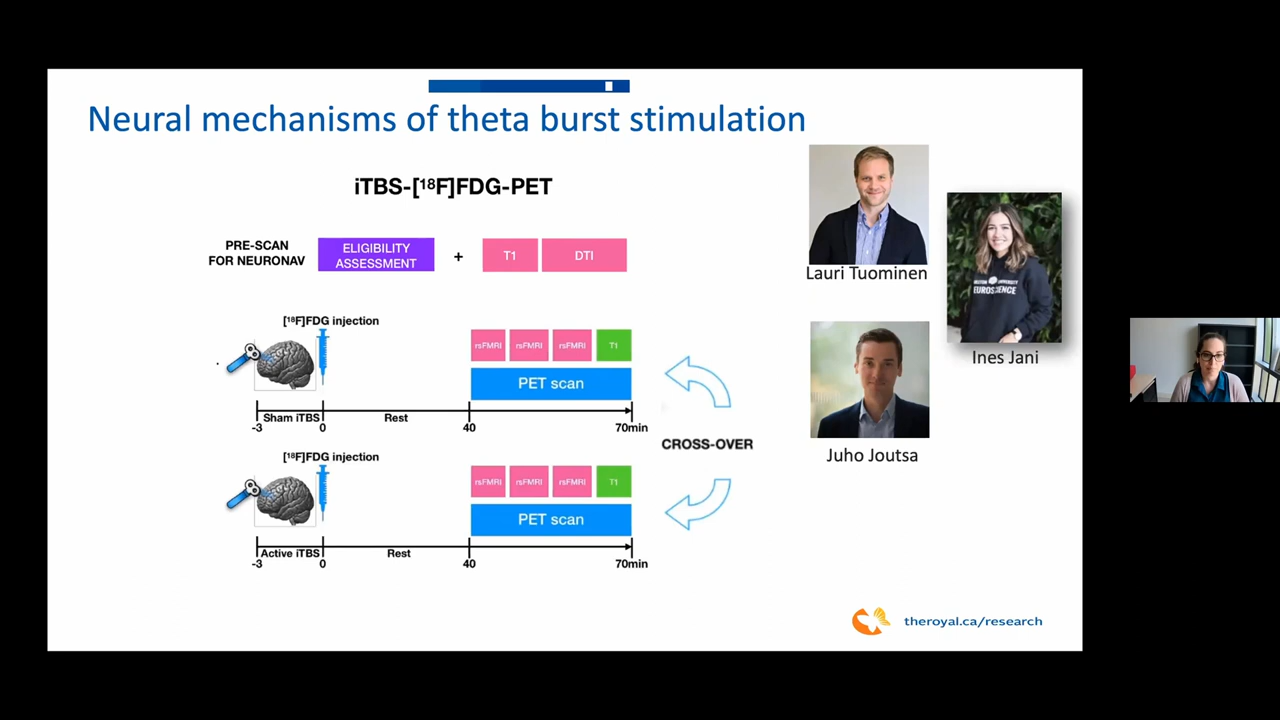 Neural mechanisms of theta burst stimulation
iTBS-[¹⁸F]FDG-PET
PRE-SCAN
FOR NEURONAV
ELIGIBILITY
ASSESSMENT
+
T1
DTI
[¹⁸F]FDG injection
rsFMRI
rsFMRI
rsFMRI
T1
PET scan
Sham iTBS
Rest
-3
0
40
70min
CROSS-OVER
[¹⁸F]FDG injection
rsFMRI
rsFMRI
rsFMRI
T1
PET scan
Active iTBS
Rest
-3
0
40
70min
Lauri Tuominen
Ines Jani
Juho Joutsa
theroyal.ca/research